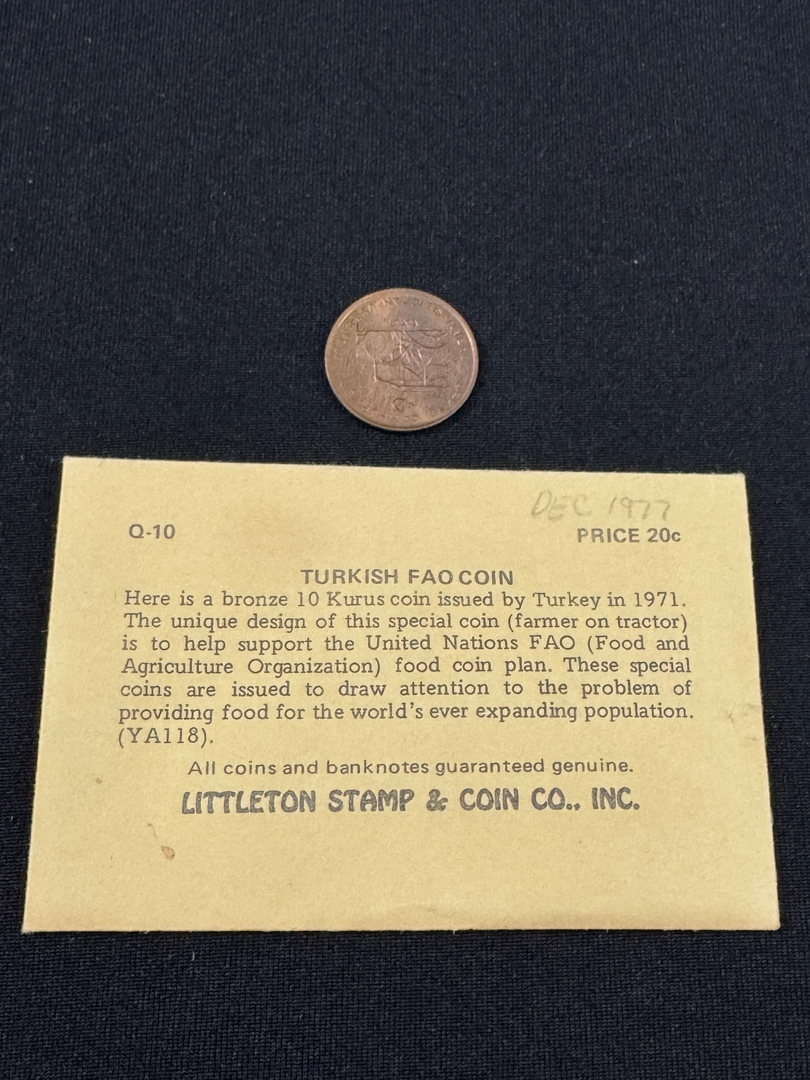 DEC 1977
Q-10 PRICE 20c
TURKISH FAO COIN
Here is a bronze 10 Kurus coin issued by Turkey in 1971.
The unique design of this special coin (farmer on tractor)
is to help support the United Nations FAO (Food and
Agriculture Organization) food coin plan. These special
coins are issued to draw attention to the problem of
providing food for the world's ever expanding population.
(YA118).
All coins and banknotes guaranteed genuine.
LITTLETON STAMP & COIN CO., INC.